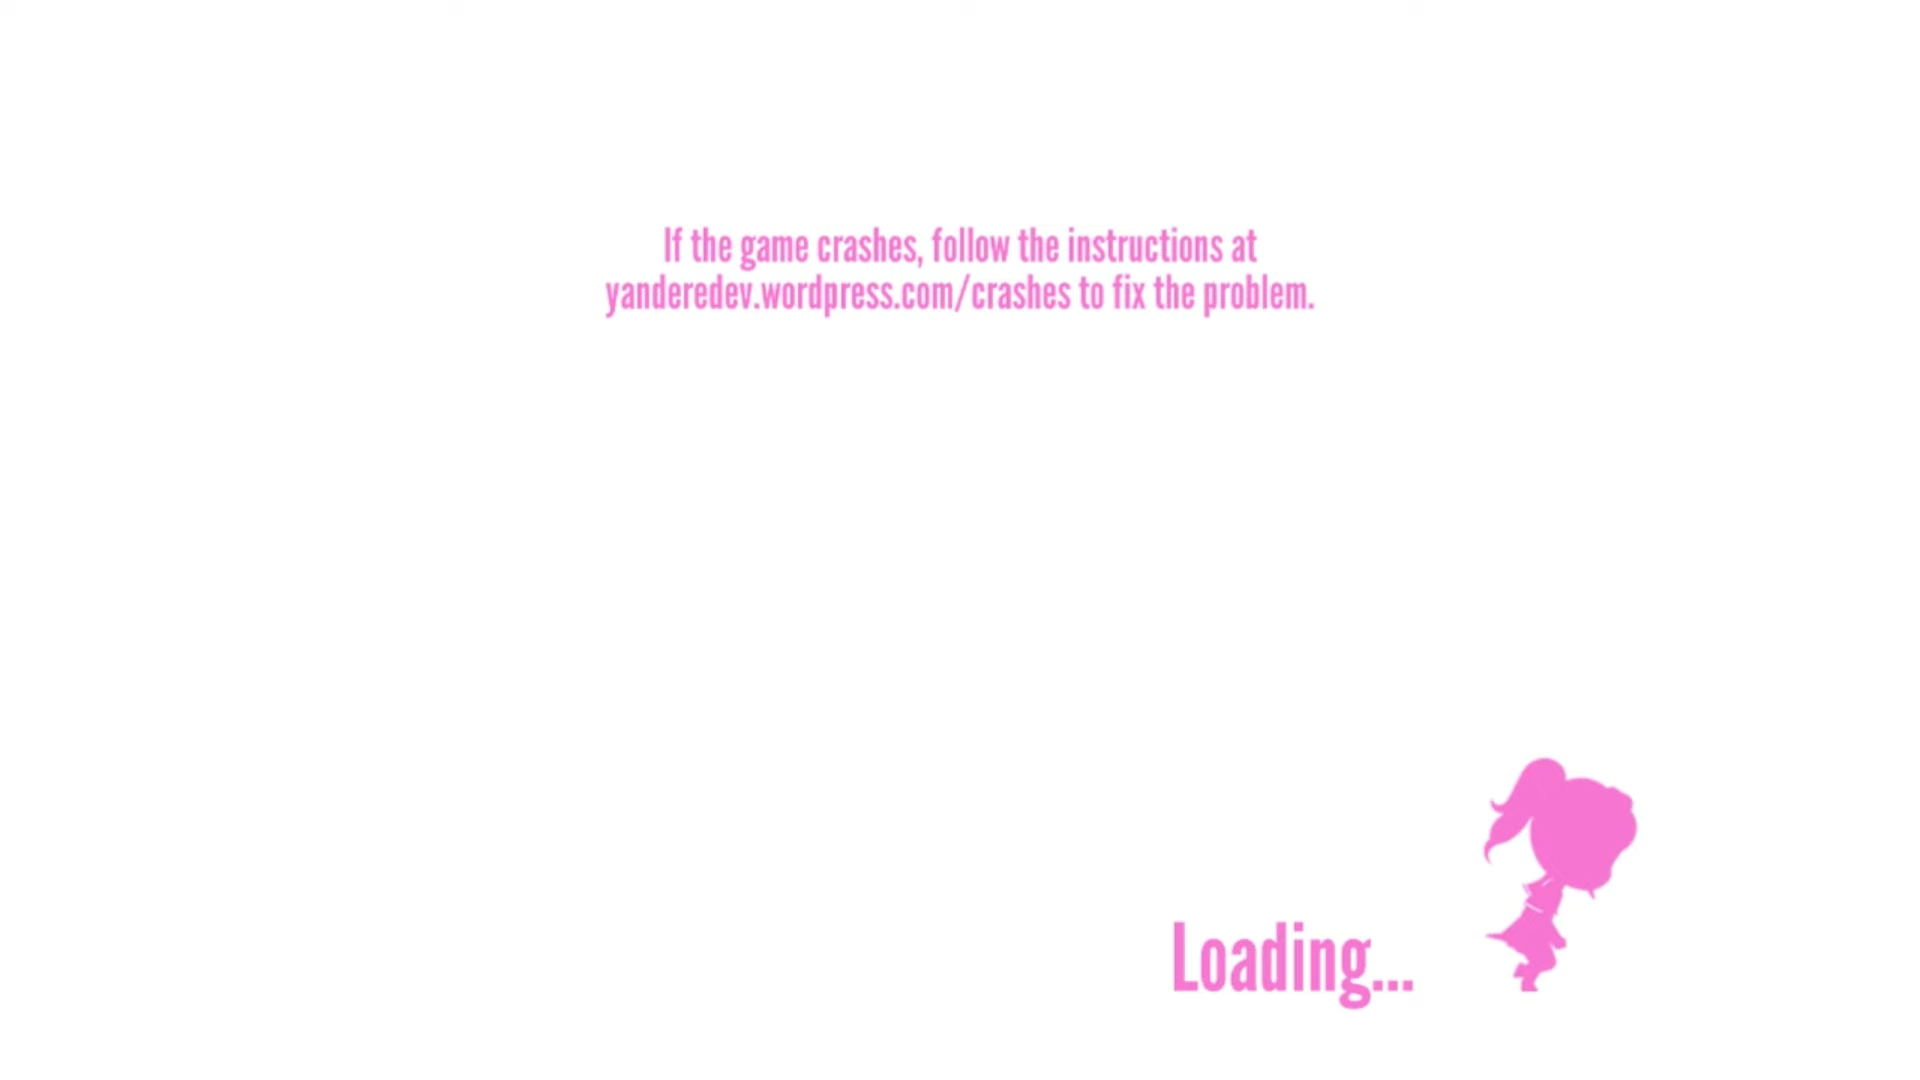 If the game crashes, follow the instructions at
yanderedev.wordpress.com/crashes to fix the problem.
Loading...